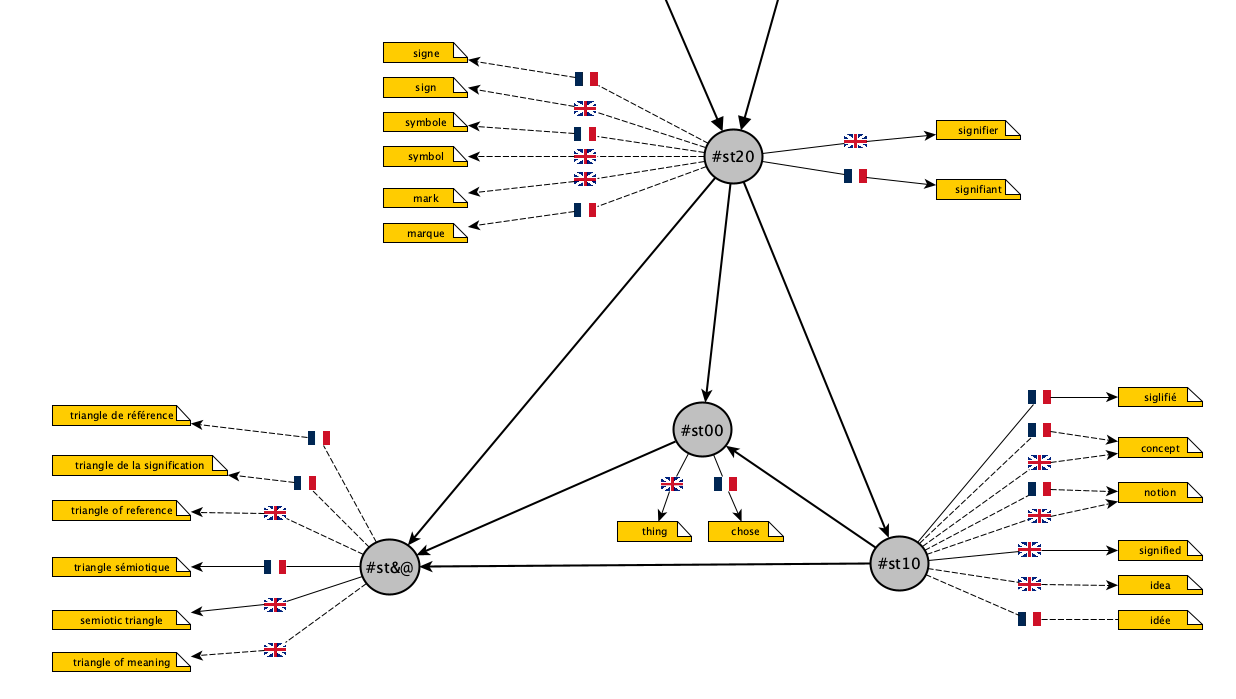 signe
sign
symbole
symbol
mark
marque
#st20
signifier
signifiant
triangle de référence
triangle de la signification
triangle of reference
triangle sémiotique
semiotic triangle
triangle of meaning
#st&@
#st00
thing
chose
#st10
siglifié
concept
notion
signified
idea
idée